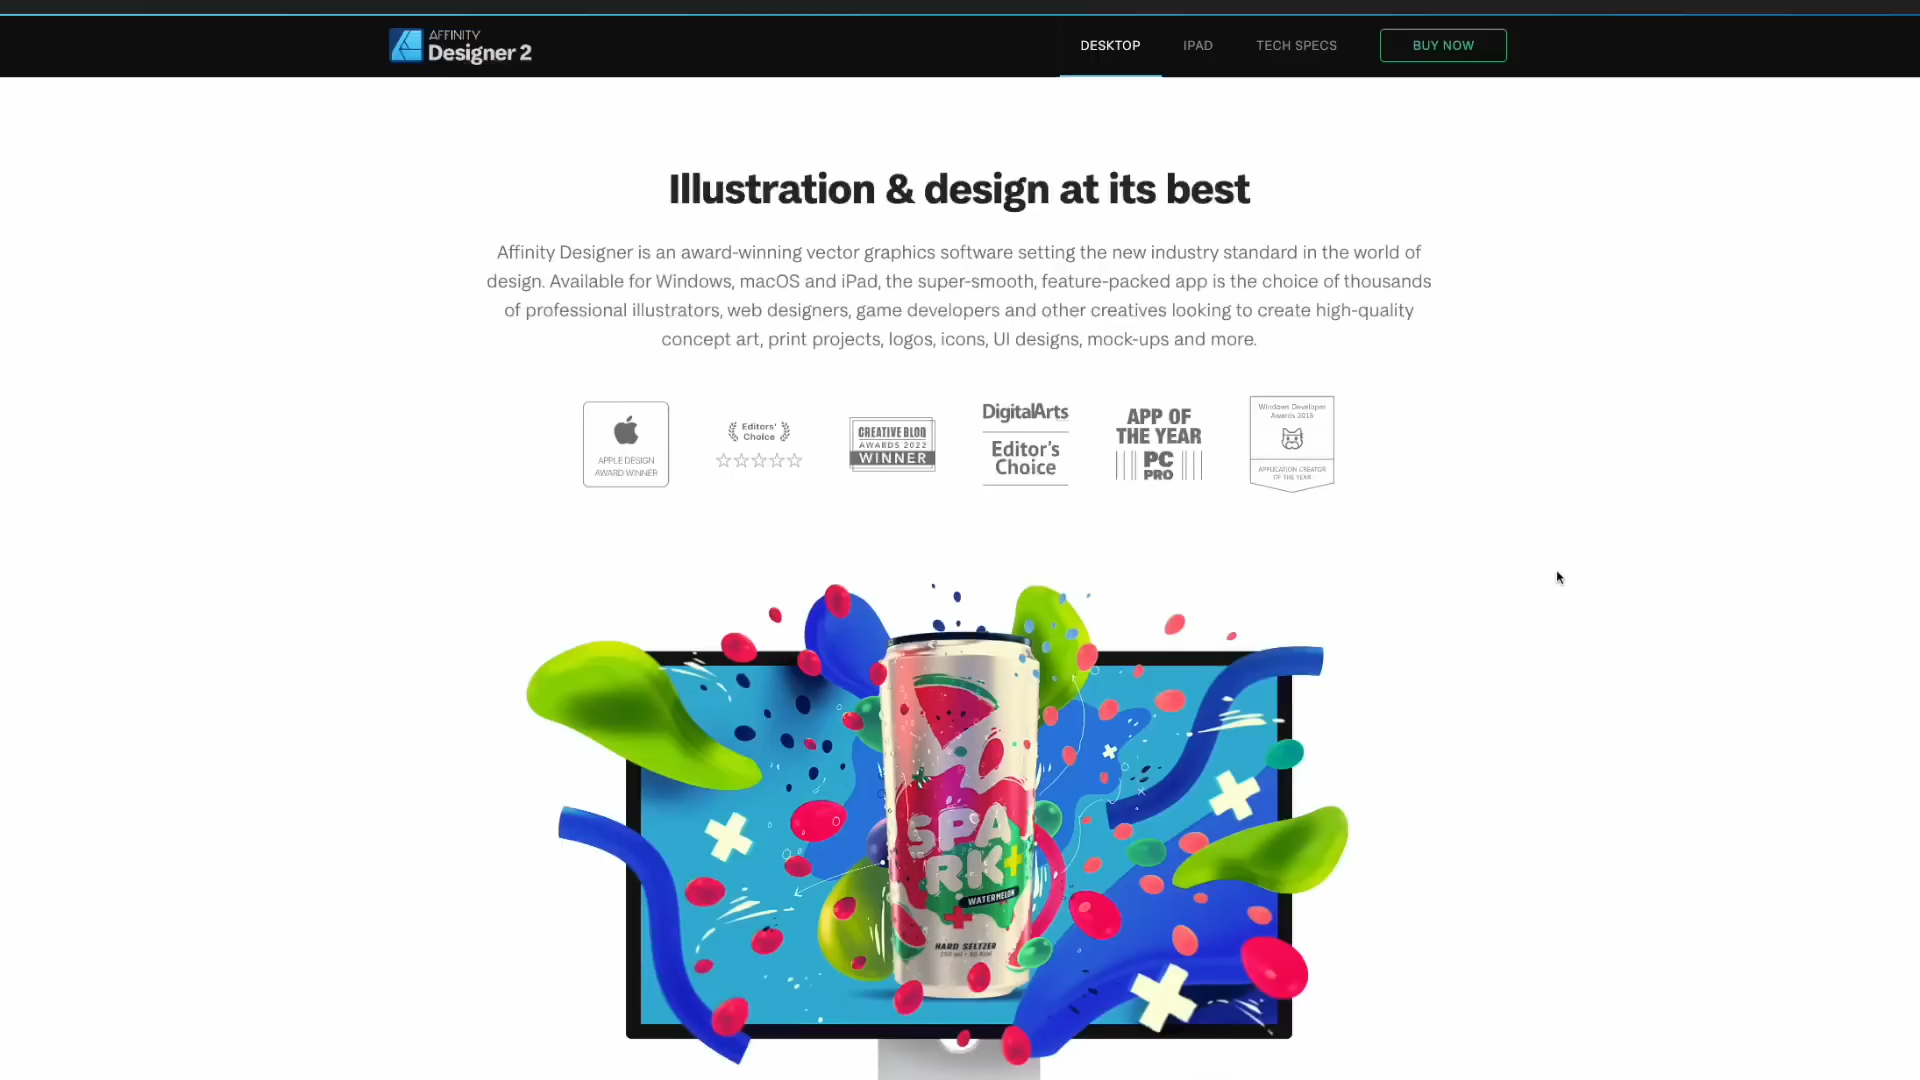 AFFINITY
Designer 2
DESKTOP
IPAD
TECH SPECS
BUY NOW
Illustration & design at its best
Affinity Designer is an award-winning vector graphics software setting the new industry standard in the world of
design. Available for Windows, macOS and iPad, the super-smooth, feature-packed app is the choice of thousands
of professional illustrators, web designers, game developers and other creatives looking to create high-quality
concept art, print projects, logos, icons, UI designs, mock-ups and more.
APPLE DESIGN
AWARD WINNER
Editors'
Choice
CREATIVE BLOQ
AWARDS 2022
WINNER
DigitalArts
Editor's
Choice
APP OF
THE YEAR
PC
PRO
Windows Developer
Awards 2016
APPLICATION CREATOR
OF THE YEAR
SPA
RK+
WATERMELON
HARD SELTZER